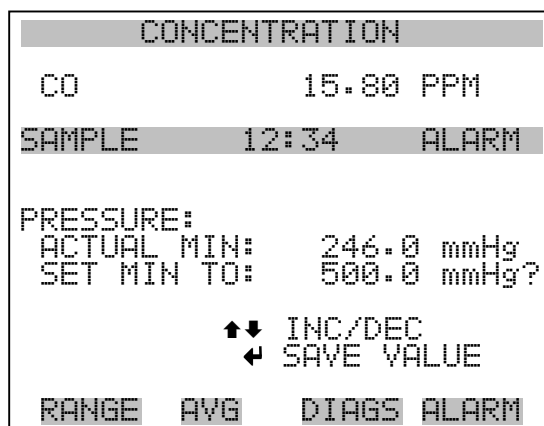 CONCENTRATION
CO 15.80 PPM
SAMPLE 12:34 ALARM
PRESSURE:
ACTUAL MIN: 246.0 mmHg
SET MIN TO: 500.0 mmHg?
⬆⬇ INC/DEC
↵ SAVE VALUE
RANGE AVG DIAGS ALARM